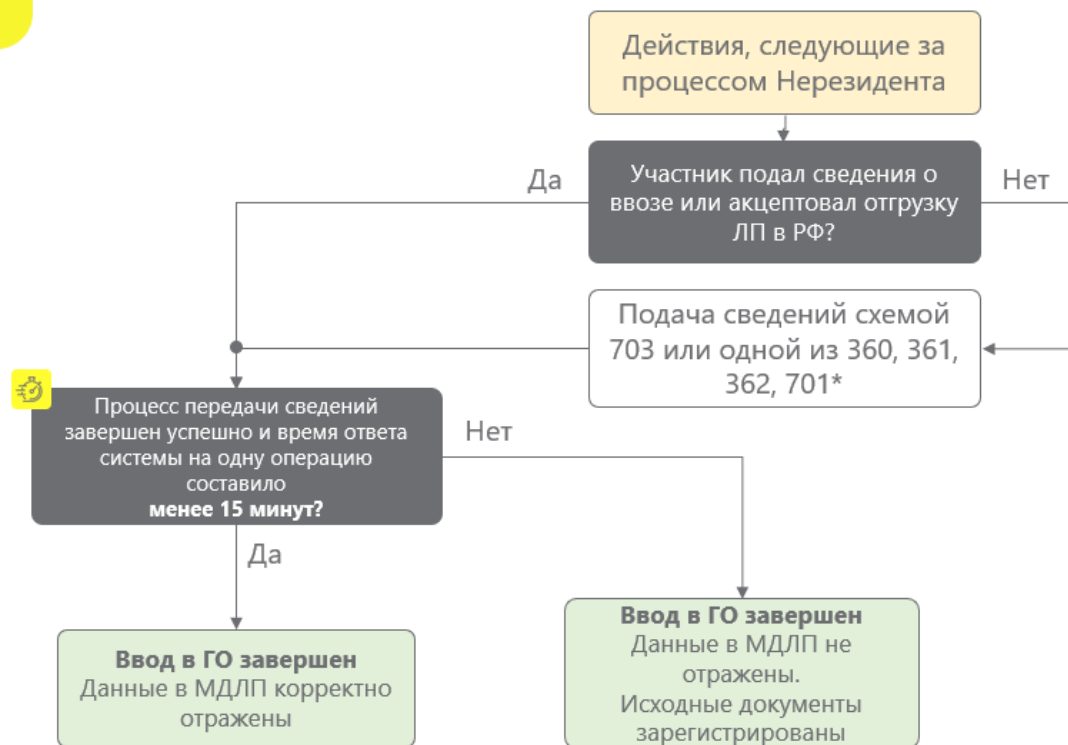 Действия, следующие за
процессом Нерезидента
Да
Участник подал сведения о
ввозе или акцептовал отгрузку
ЛП в РФ?
Нет
Подача сведений схемой
703 или одной из 360, 361,
362, 701*
Процесс передачи сведений
завершен успешно и время ответа
системы на одну операцию
составило
менее 15 минут?
Нет
Да
Ввод в ГО завершен
Данные в МДЛП корректно
отражены
Ввод в ГО завершен
Данные в МДЛП не
отражены.
Исходные документы
зарегистрированы